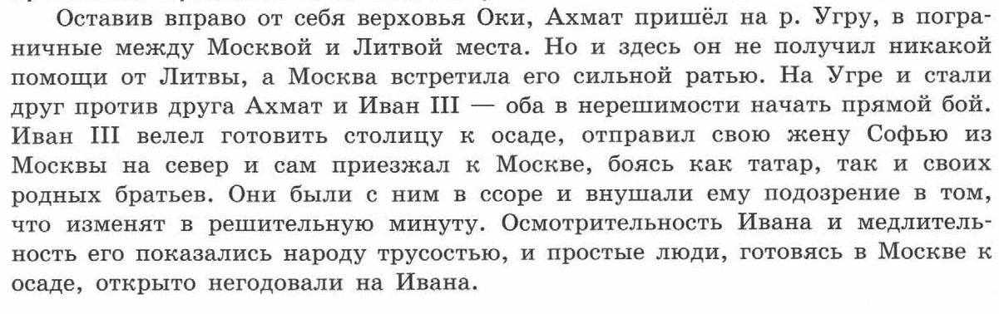 Оставив вправо от себя верховья Оки, Ахмат пришёл на р. Угру, в погра-
ничные между Москвой и Литвой места. Но и здесь он не получил никакой
помощи от Литвы, а Москва встретила его сильной ратью. На Угре и стали
друг против друга Ахмат и Иван III — оба в нерешимости начать прямой бой.
Иван III велел готовить столицу к осаде, отправил свою жену Софью из
Москвы на север и сам приезжал к Москве, боясь как татар, так и своих
родных братьев. Они были с ним в ссоре и внушали ему подозрение в том,
что изменят в решительную минуту. Осмотрительность Ивана и медлитель-
ность его показались народу трусостью, и простые люди, готовясь в Москве к
осаде, открыто негодовали на Ивана.